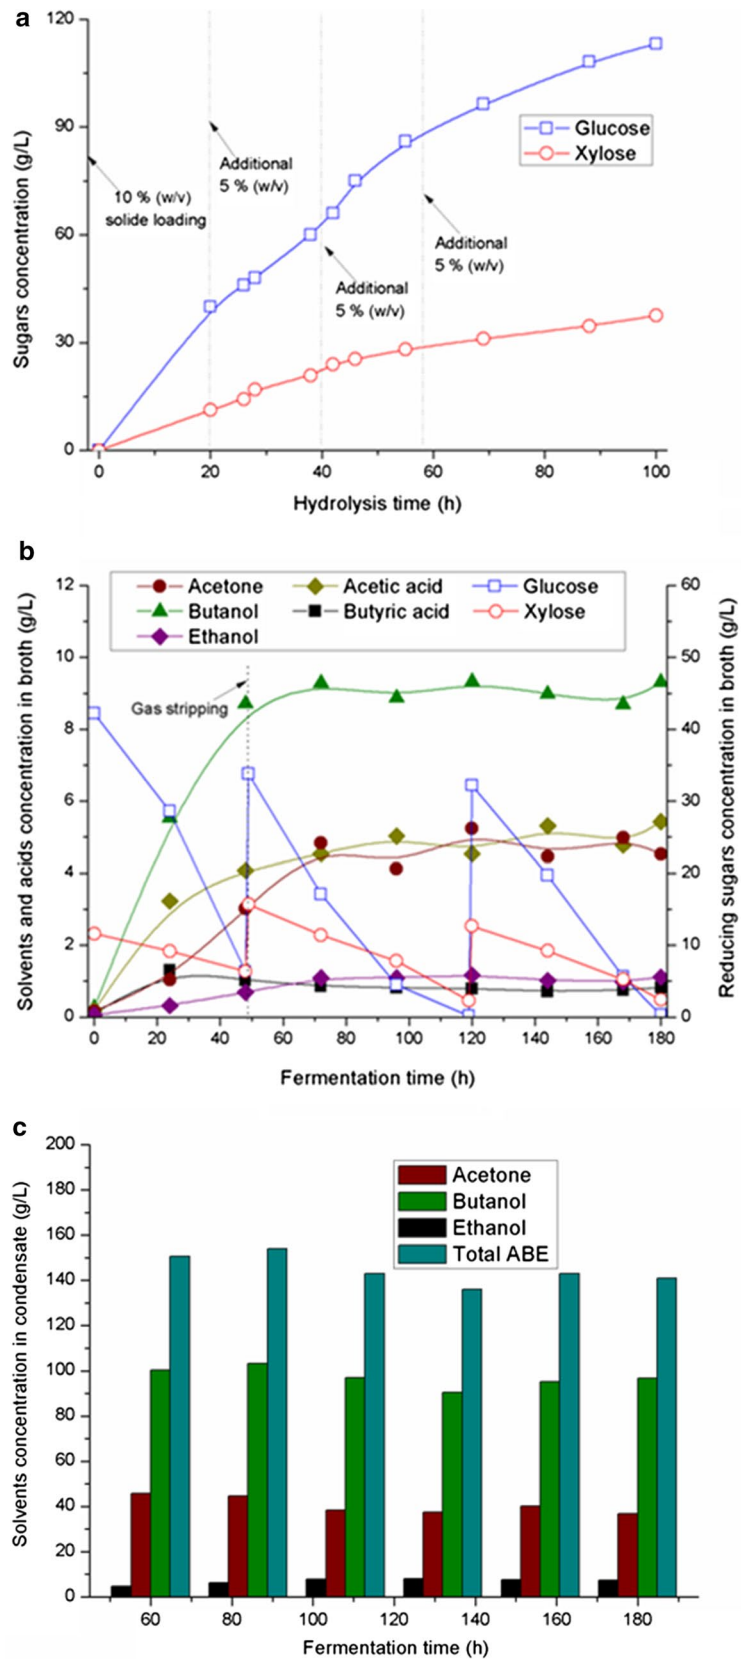 a
120
90
60
30
0
Sugars concentration (g/L)
Glucose
Xylose
Additional
5 % (w/v)
10 % (w/v)
solide loading
Additional
5 % (w/v)
Additional
5 % (w/v)
0 20 40 60 80 100
Hydrolysis time (h)
b
Acetone Acetic acid Glucose
Butanol Butyric acid Xylose
Ethanol
12
10
8
6
4
2
0
Solvents and acids concentration in broth (g/L)
Gas stripping
60
50
40
30
20
10
0
Reducing sugars concentration in broth (g/L)
0 20 40 60 80 100 120 140 160 180
Fermentation time (h)
c
200
180
160
140
120
100
80
60
40
20
0
Solvents concentration in condensate (g/L)
Acetone
Butanol
Ethanol
Total ABE
60 80 100 120 140 160 180
Fermentation time (h)